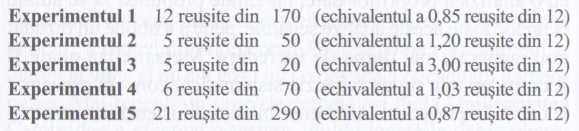 Experimentul 1 12 reușite din 170 (echivalentul a 0,85 reușite din 12)
Experimentul 2 5 reușite din 50 (echivalentul a 1,20 reușite din 12)
Experimentul 3 5 reușite din 20 (echivalentul a 3,00 reușite din 12)
Experimentul 4 6 reușite din 70 (echivalentul a 1,03 reușite din 12)
Experimentul 5 21 reușite din 290 (echivalentul a 0,87 reușite din 12)